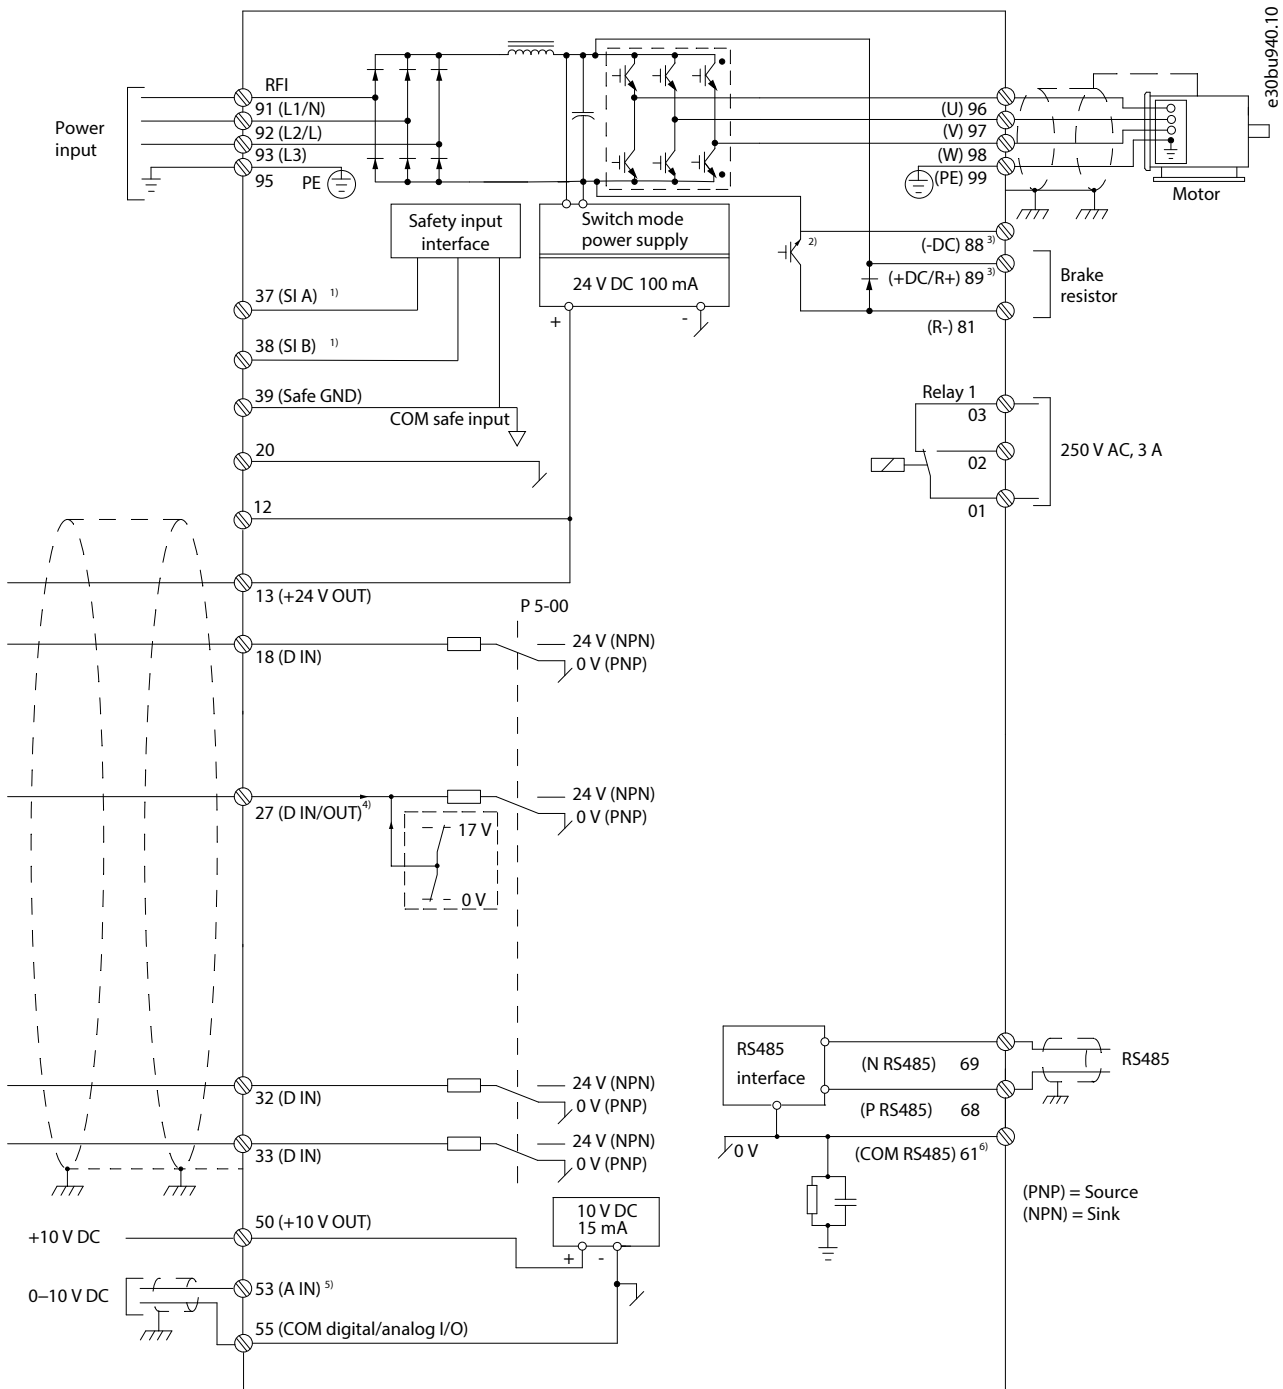 e30bu940.10
RFI
91 (L1/N)
92 (L2/L)
93 (L3)
95
PE
Power
input
(U) 96
(V) 97
(W) 98
(PE) 99
Motor
Safety input
interface
Switch mode
power supply
24 V DC 100 mA
+
-
2)
(-DC) 88 3)
(+DC/R+) 89 3)
(R-) 81
Brake
resistor
37 (SI A) 1)
38 (SI B) 1)
39 (Safe GND)
COM safe input
20
12
13 (+24 V OUT)
Relay 1
03
02
01
250 V AC, 3 A
P 5-00
18 (D IN)
24 V (NPN)
0 V (PNP)
27 (D IN/OUT) 4)
24 V (NPN)
0 V (PNP)
17 V
0 V
32 (D IN)
24 V (NPN)
0 V (PNP)
33 (D IN)
24 V (NPN)
0 V (PNP)
RS485
interface
(N RS485) 69
(P RS485) 68
RS485
0 V
(COM RS485) 61 6)
(PNP) = Source
(NPN) = Sink
50 (+10 V OUT)
+10 V DC
10 V DC
15 mA
+
-
53 (A IN) 5)
0–10 V DC
55 (COM digital/analog I/O)